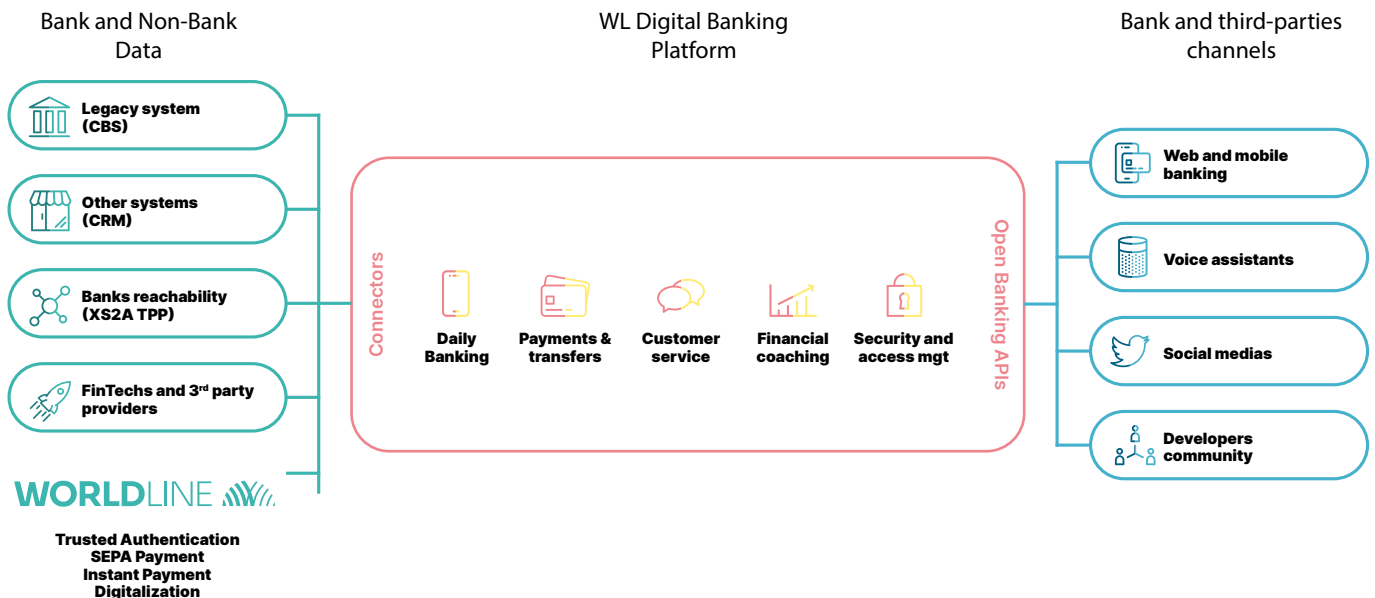 Bank and Non-Bank
Data
WL Digital Banking
Platform
Bank and third-parties
channels
Legacy system
(CBS)
Other systems
(CRM)
Banks reachability
(XS2A TPP)
FinTechs and 3rd party
providers
WORLDLINE
Trusted Authentication
SEPA Payment
Instant Payment
Digitalization
Connectors
Daily
Banking
Payments &
transfers
Customer
service
Financial
coaching
Security and
access mgt
Open Banking APIs
Web and mobile
banking
Voice assistants
Social medias
Developers
community